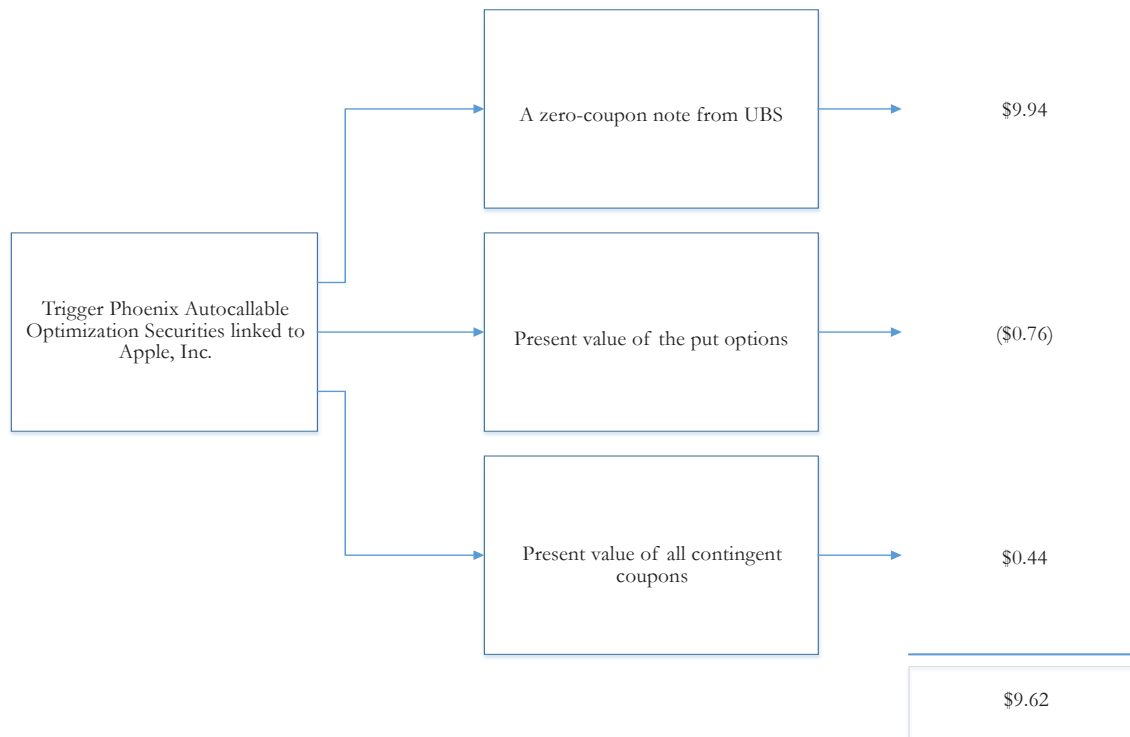 A zero-coupon note from UBS
$9.94
Trigger Phoenix Autocallable
Optimization Securities linked to
Apple, Inc.
Present value of the put options
($0.76)
Present value of all contingent
coupons
$0.44
$9.62